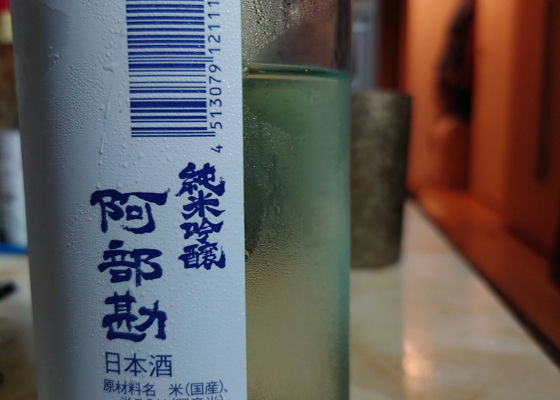 4 513079 12111
純米吟醸
阿部勘
日本酒
原材料名 米(国産)、